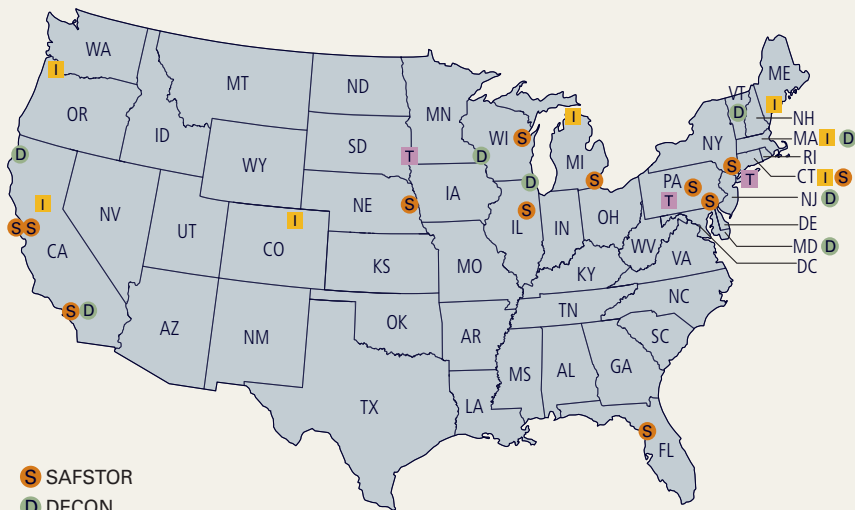 WA
MT
ND
MN
ME
I
I
VT
D
I
NH
OR
ID
SD
WI S
MI
NY
MA I D
D
T
D
RI
WY
D
S
S
CT I S
PA S
T
T
I
NV
NE S
IA
IL
S
IN
OH
S
NJ D
UT
I
CO
WV
DE
S S
CA
KS
MO
KY
VA
MD D
DC
S D
AZ
NM
OK
AR
TN
NC
SC
TX
LA
MS
AL
GA
S
FL
S SAFSTOR
D DECON